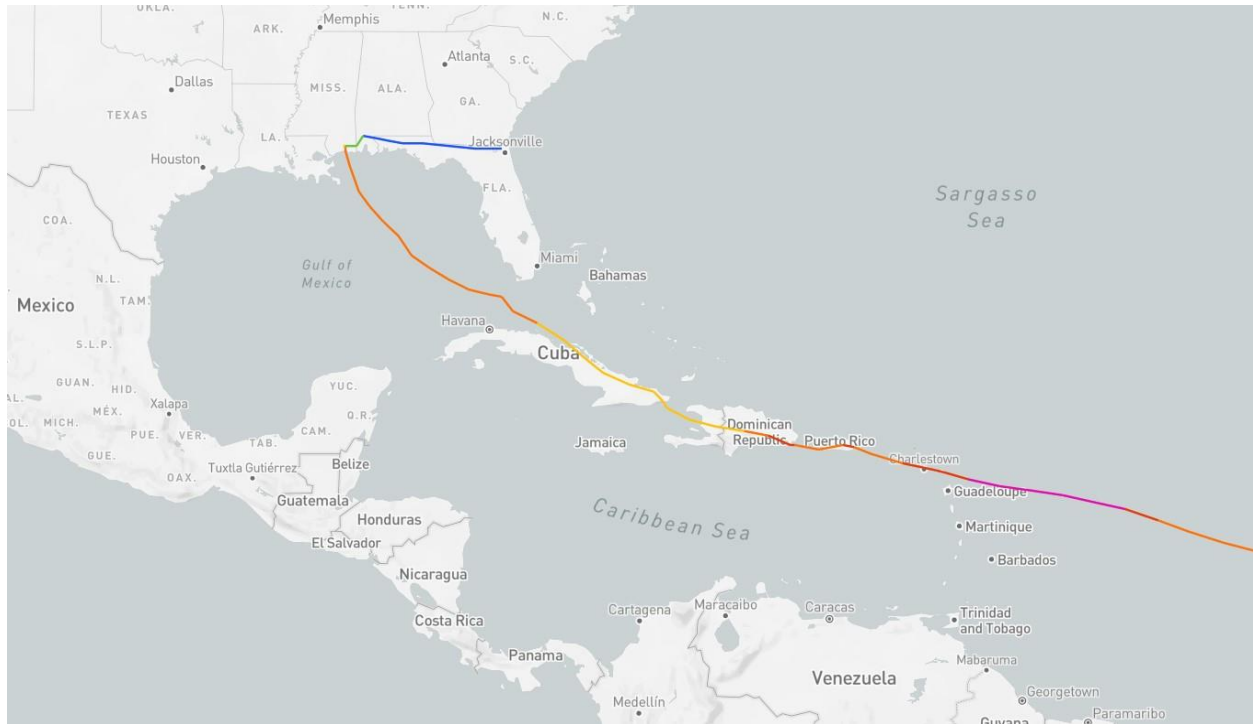 OKLA.
TENN.
N.C.
Memphis
ARK.
Atlanta
S.C.
Dallas
MISS.
ALA.
GA.
TEXAS
LA.
Jacksonville
Houston
FLA.
Sargasso
Sea
COA.
Gulf of
Mexico
Miami
Bahamas
N.L.
Mexico
TAM.
Havana
S.L.P.
Cuba
GUAN.
HID.
YUC.
AL.
Xalapa
MÉX.
Q.R.
OL.
MICH.
PUE.
VER.
TAB.
CAM.
Dominican
Republic
Puerto Rico
Jamaica
GUE.
Charlestown
Tuxtla Gutiérrez
Belize
OAX.
Guadeloupe
Guatemala
Caribbean Sea
Honduras
Martinique
El Salvador
Barbados
Nicaragua
Cartagena
Maracaibo
Caracas
Costa Rica
Trinidad
and Tobago
Panama
Mabaruma
Venezuela
Georgetown
Medellín
Paramaribo
Guyana